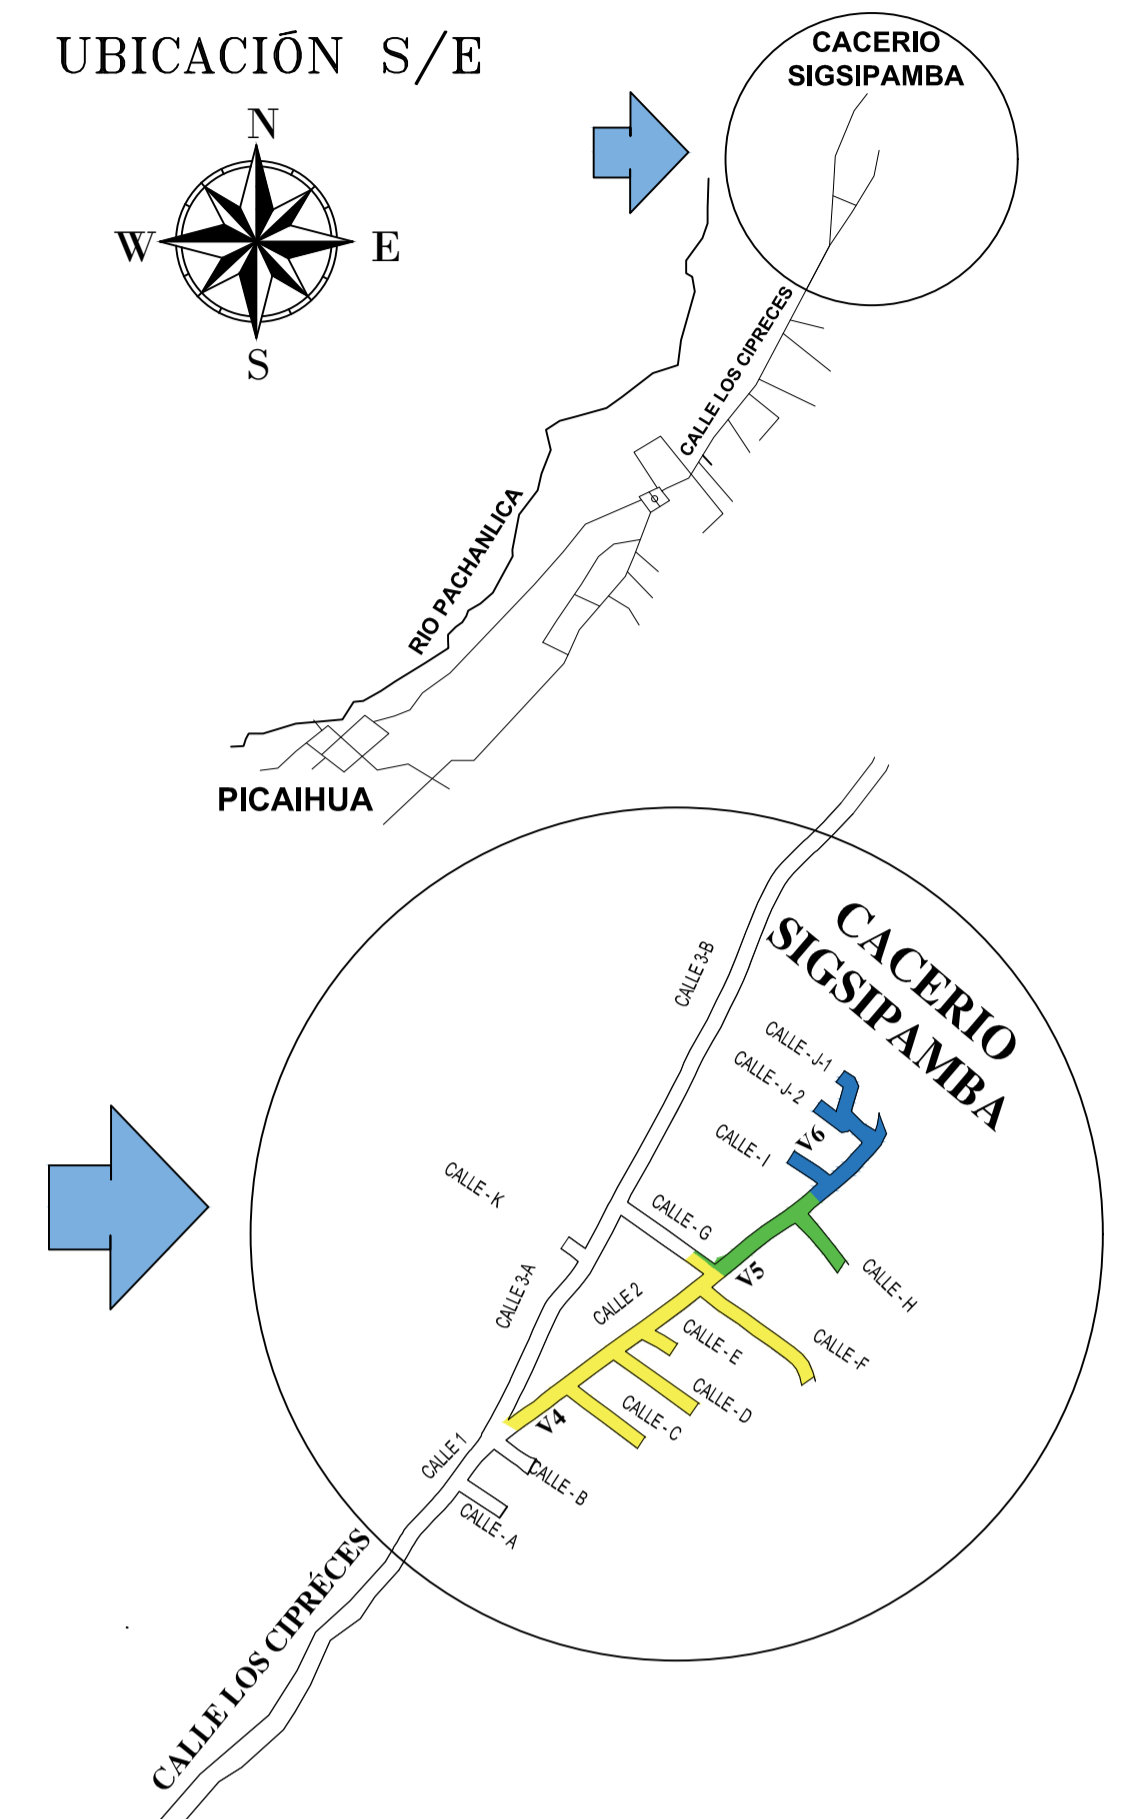 UBICACIÓN S/E
CACERIO
SIGSIPAMBA
N
W
E
S
CALLE LOS CIPRECES
RIO PACHANLICA
PICAIHUA
CACERIO
SIGSIPAMBA
CALLE 3-B
CALLE - J-1
CALLE - J- 2
V6
CALLE - I
CALLE - K
CALLE - G
V5
CALLE - H
CALLE 3-A
CALLE 2
CALLE - E
CALLE -F
CALLE - D
CALLE - C
V4
CALLE 1
CALLE - B
CALLE - A
CALLE LOS CIPRÉCES